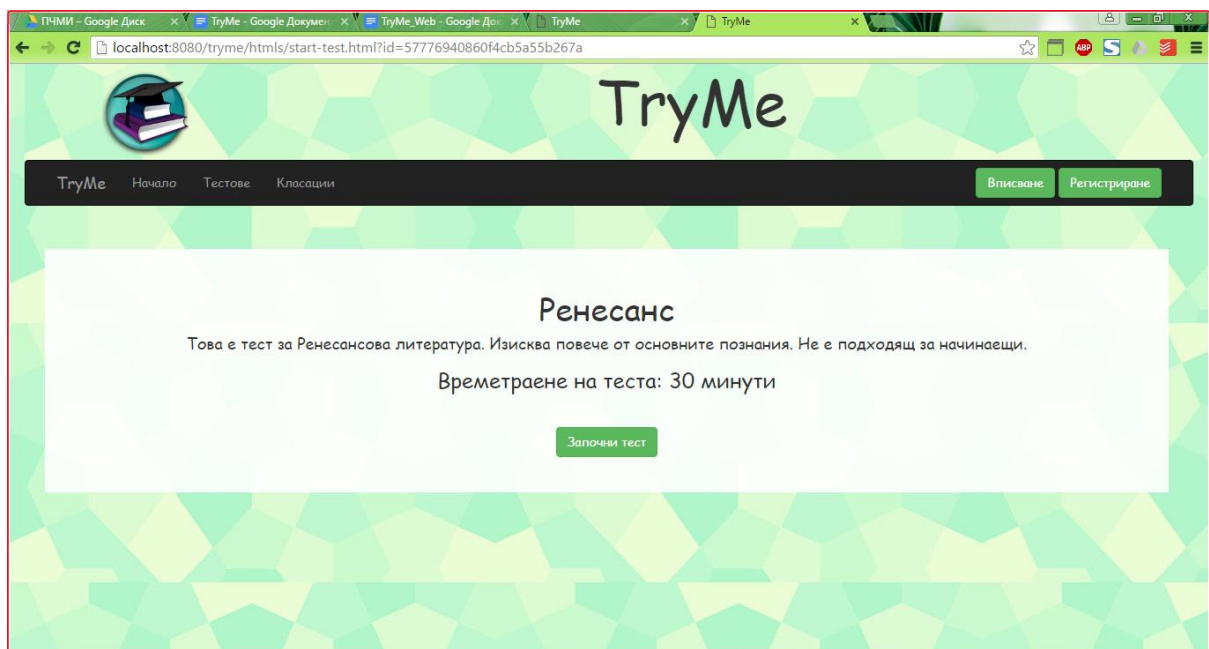 ПЧМИ – Google Диск
TryMe - Google Докумен
TryMe_Web - Google Док
TryMe
TryMe
localhost:8080/tryme/htmls/start-test.html?id=57776940860f4cb5a55b267a
ABP
TryMe
TryMe Начало Тестове Класации Вписване Регистриране
Ренесанс
Това е тест за Ренесансова литература. Изисква повече от основните познания. Не е подходящ за начинаещи.
Времетраене на теста: 30 минути
Започни тест